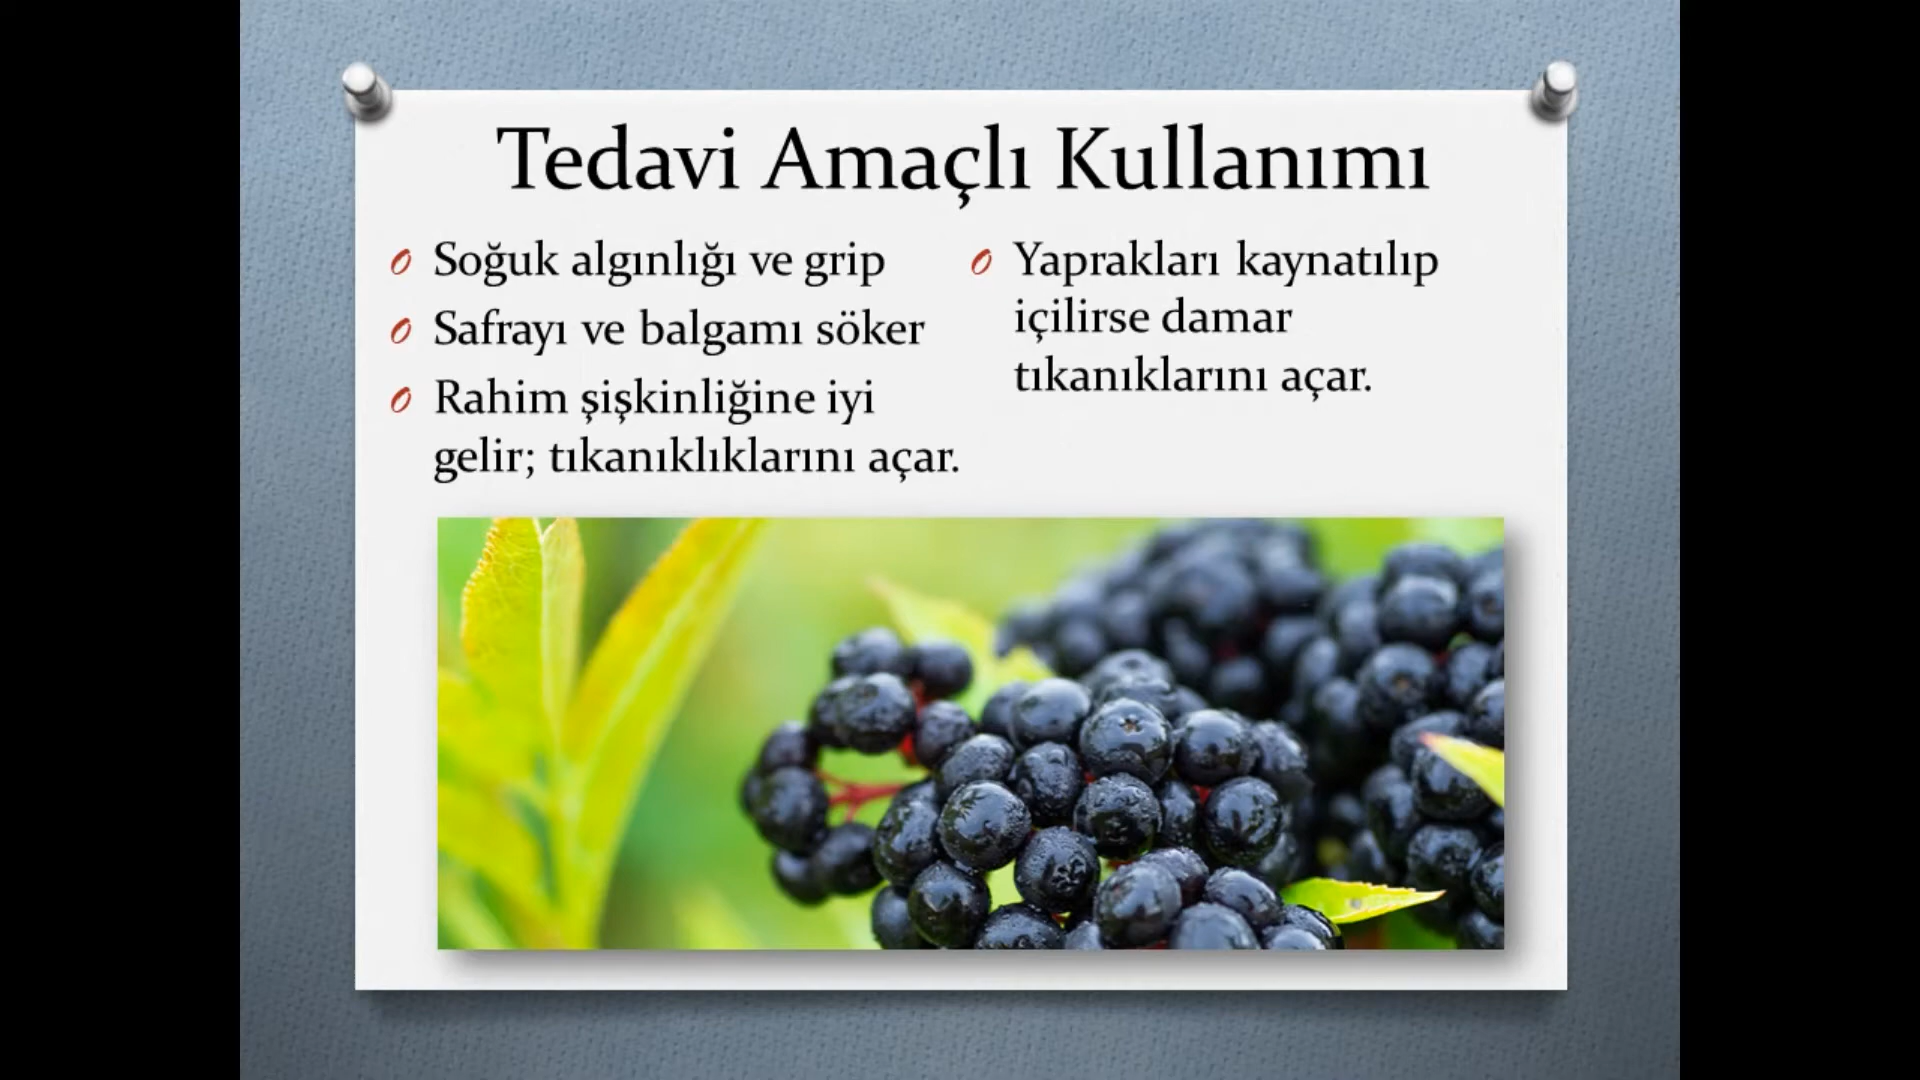 Tedavi Amaçlı Kullanımı
Soğuk algınlığı ve grip
Safrayı ve balgamı söker
Rahim şişkinliğine iyi
gelir; tıkanıklıklarını açar.
Yaprakları kaynatılıp
içilirse damar
tıkanıklarını açar.